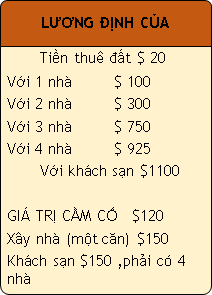 LƯƠNG ĐỊNH CỦA
Tiền thuê đất $ 20
Với 1 nhà $ 100
Với 2 nhà $ 300
Với 3 nhà $ 750
Với 4 nhà $ 925
Với khách sạn $1100
GIÁ TRỊ CẦM CỐ $120
Xây nhà (một căn) $150
Khách sạn $150 ,phải có 4
nhà